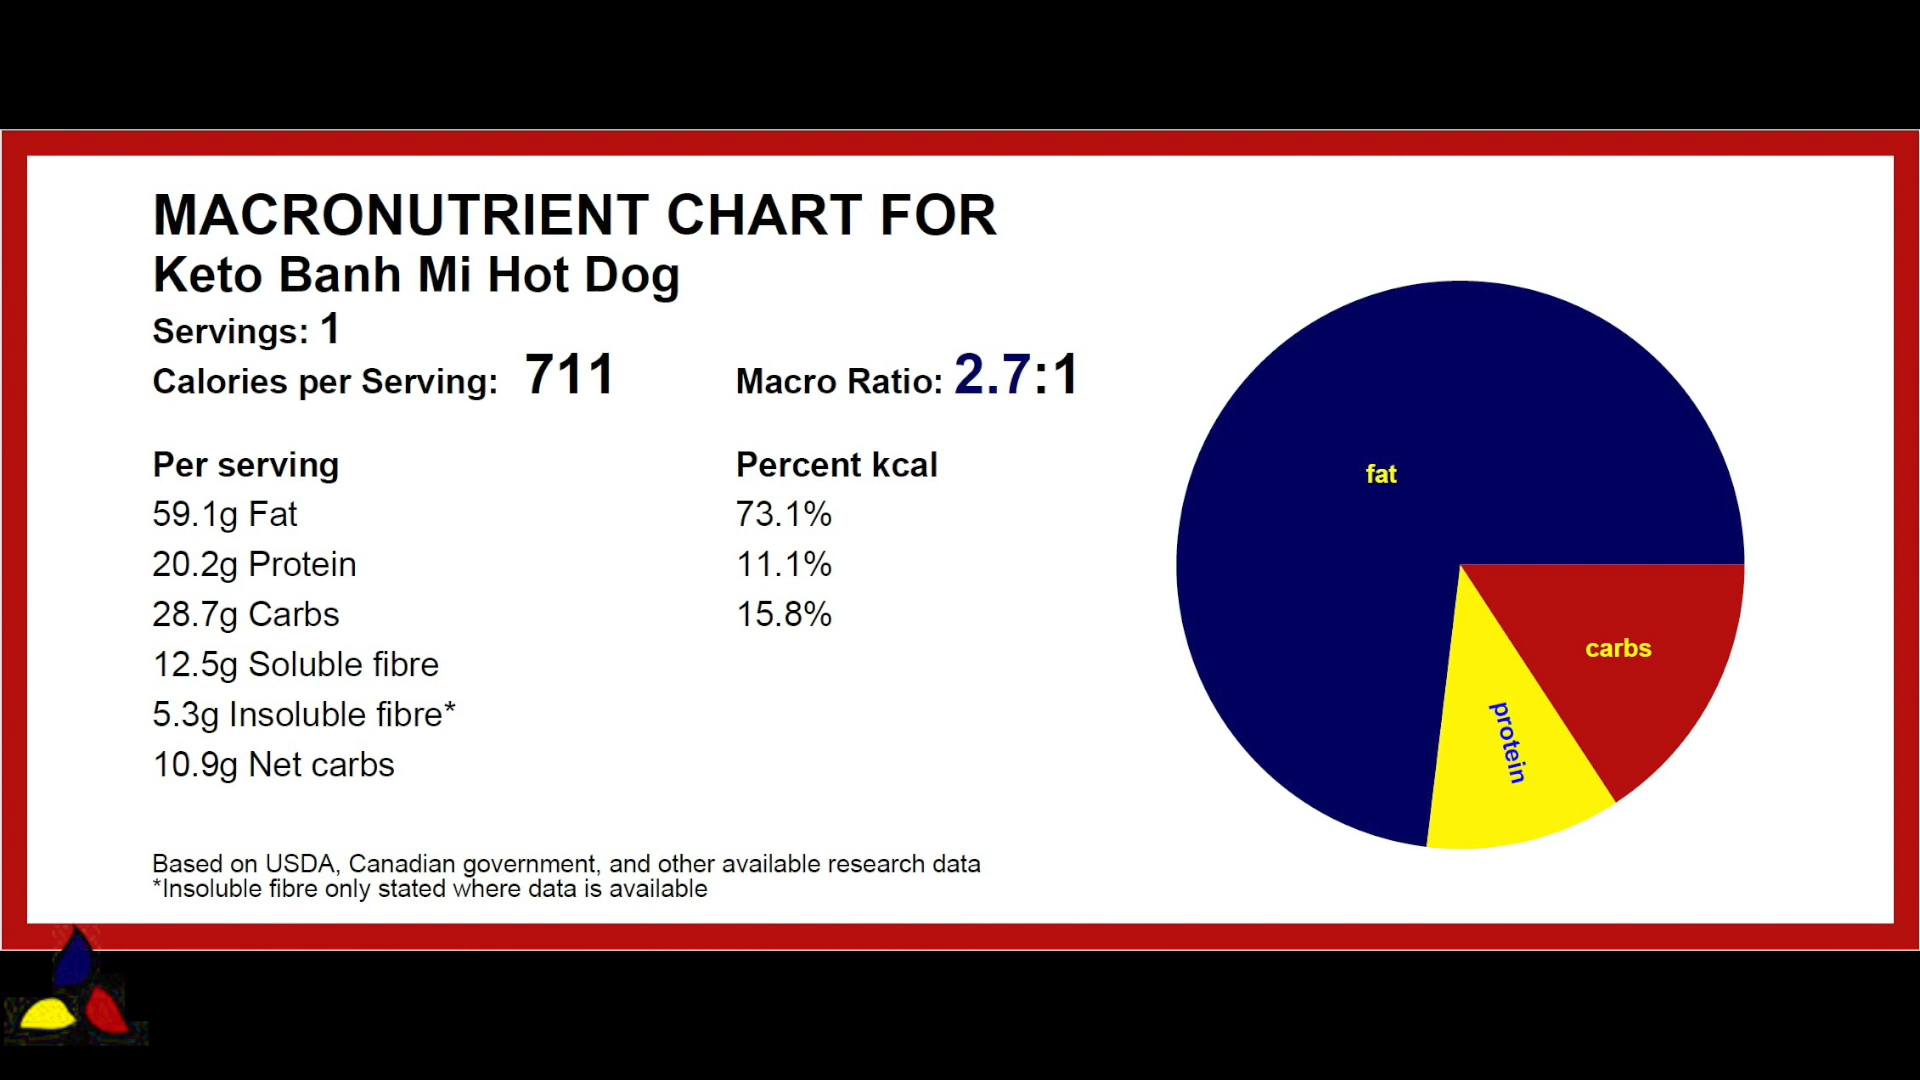 MACRONUTRIENT CHART FOR
Keto Banh Mi Hot Dog
Servings: 1
Calories per Serving: 711
Macro Ratio: 2.7:1
Per serving
Percent kcal
59.1g Fat
73.1%
20.2g Protein
11.1%
28.7g Carbs
15.8%
12.5g Soluble fibre
5.3g Insoluble fibre*
10.9g Net carbs
Based on USDA, Canadian government, and other available research data
*Insoluble fibre only stated where data is available
fat
carbs
protein